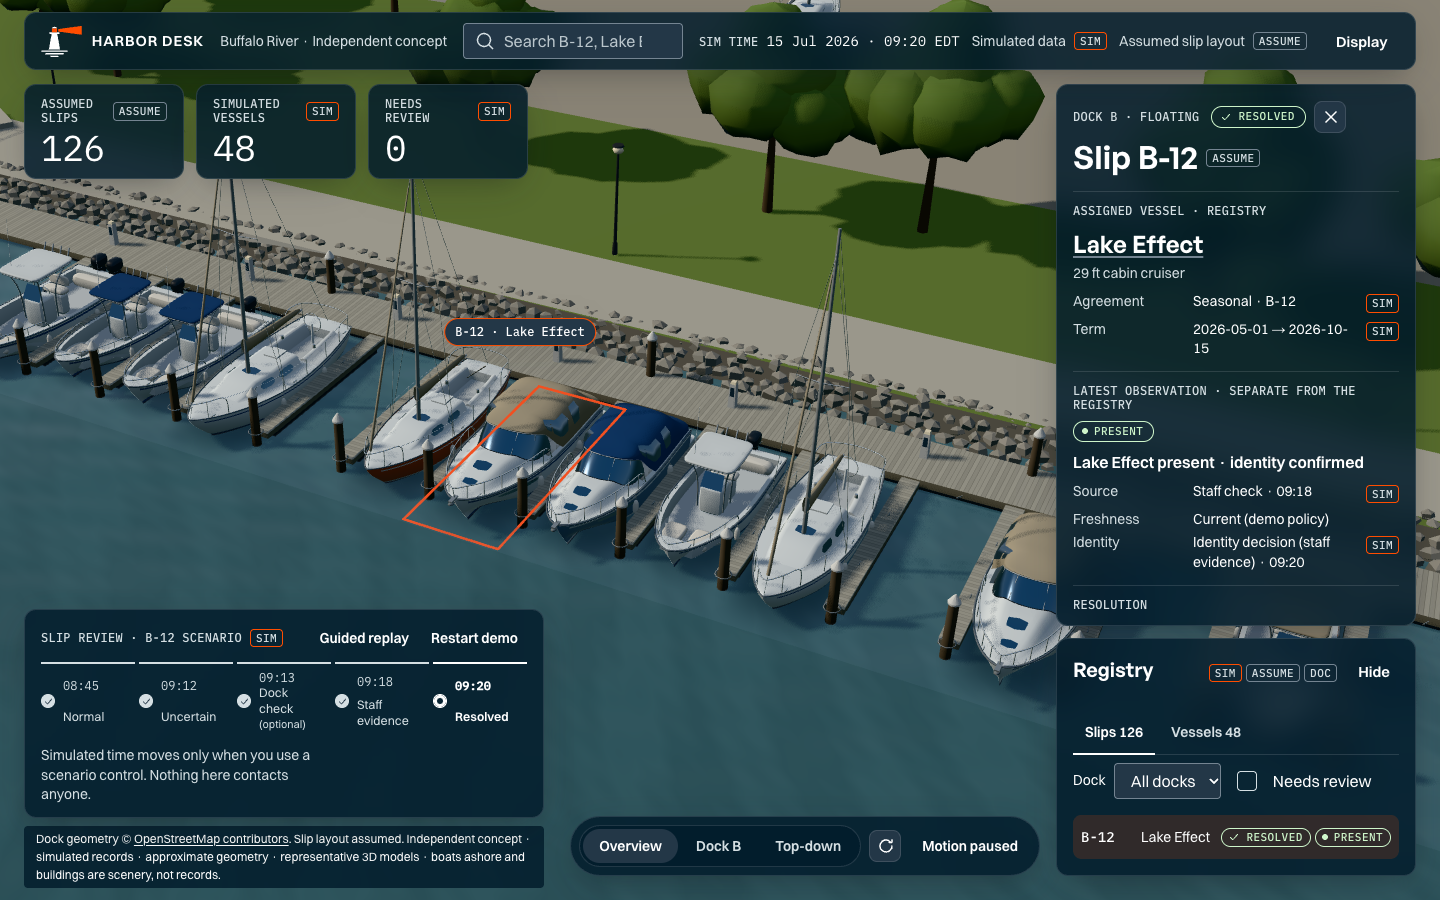 HARBOR DESK Buffalo River · Independent concept Search B-12, Lake E SIM TIME 15 Jul 2026 · 09:20 EDT Simulated data SIM Assumed slip layout ASSUME Display
ASSUMED SLIPS ASSUME
126
SIMULATED VESSELS SIM
48
NEEDS REVIEW SIM
0
B-12 · Lake Effect
DOCK B · FLOATING RESOLVED
Slip B-12 ASSUME
ASSIGNED VESSEL · REGISTRY
Lake Effect
29 ft cabin cruiser
Agreement Seasonal · B-12 SIM
Term 2026-05-01 → 2026-10-
15 SIM
LATEST OBSERVATION · SEPARATE FROM THE
REGISTRY
PRESENT
Lake Effect present · identity confirmed
Source Staff check · 09:18 SIM
Freshness Current (demo policy)
Identity Identity decision (staff
evidence) · 09:20 SIM
RESOLUTION
SLIP REVIEW · B-12 SCENARIO SIM Guided replay Restart demo
08:45
Normal
09:12
Uncertain
09:13
Dock
check
(optional)
09:18
Staff
evidence
09:20
Resolved
Simulated time moves only when you use a
scenario control. Nothing here contacts
anyone.
Dock geometry © OpenStreetMap contributors. Slip layout assumed. Independent concept ·
simulated records · approximate geometry · representative 3D models · boats ashore and
buildings are scenery, not records.
Overview Dock B Top-down Motion paused
Registry SIM ASSUME DOC Hide
Slips 126 Vessels 48
Dock All docks Needs review
B-12 Lake Effect RESOLVED PRESENT